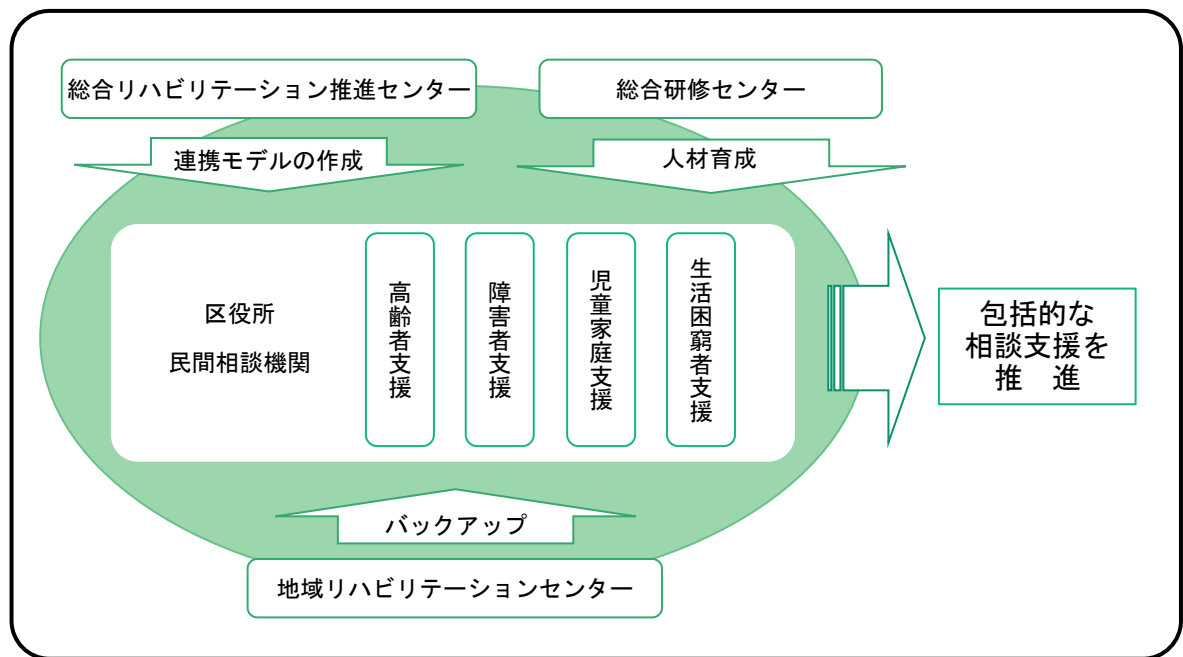 総合リハビリテーション推進センター
総合研修センター
連携モデルの作成
人材育成
区役所
民間相談機関
高齢者支援
障害者支援
児童家庭支援
生活困窮者支援
包括的な
相談支援を
推　進
バックアップ
地域リハビリテーションセンター